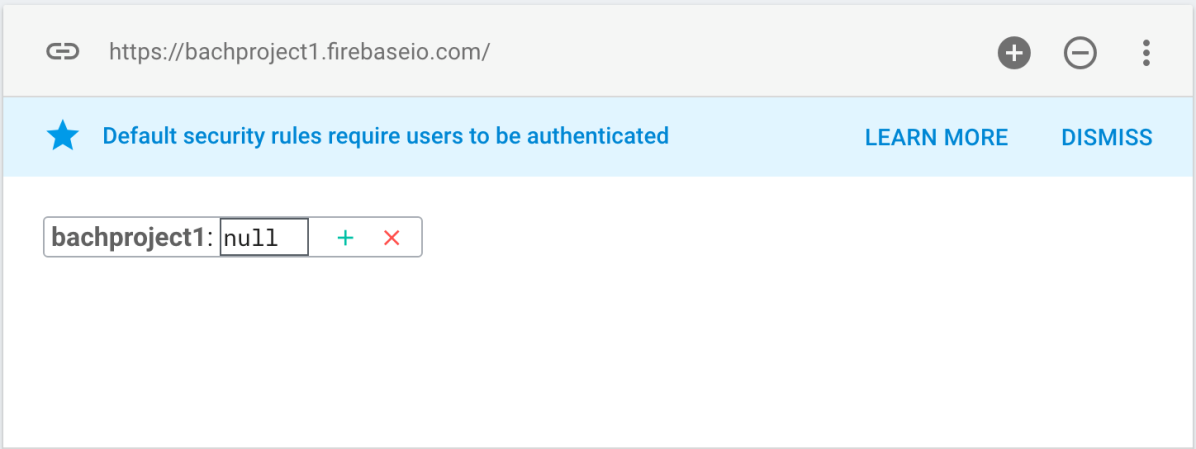 https://bachproject1.firebaseio.com/
Default security rules require users to be authenticated LEARN MORE DISMISS
bachproject1: null